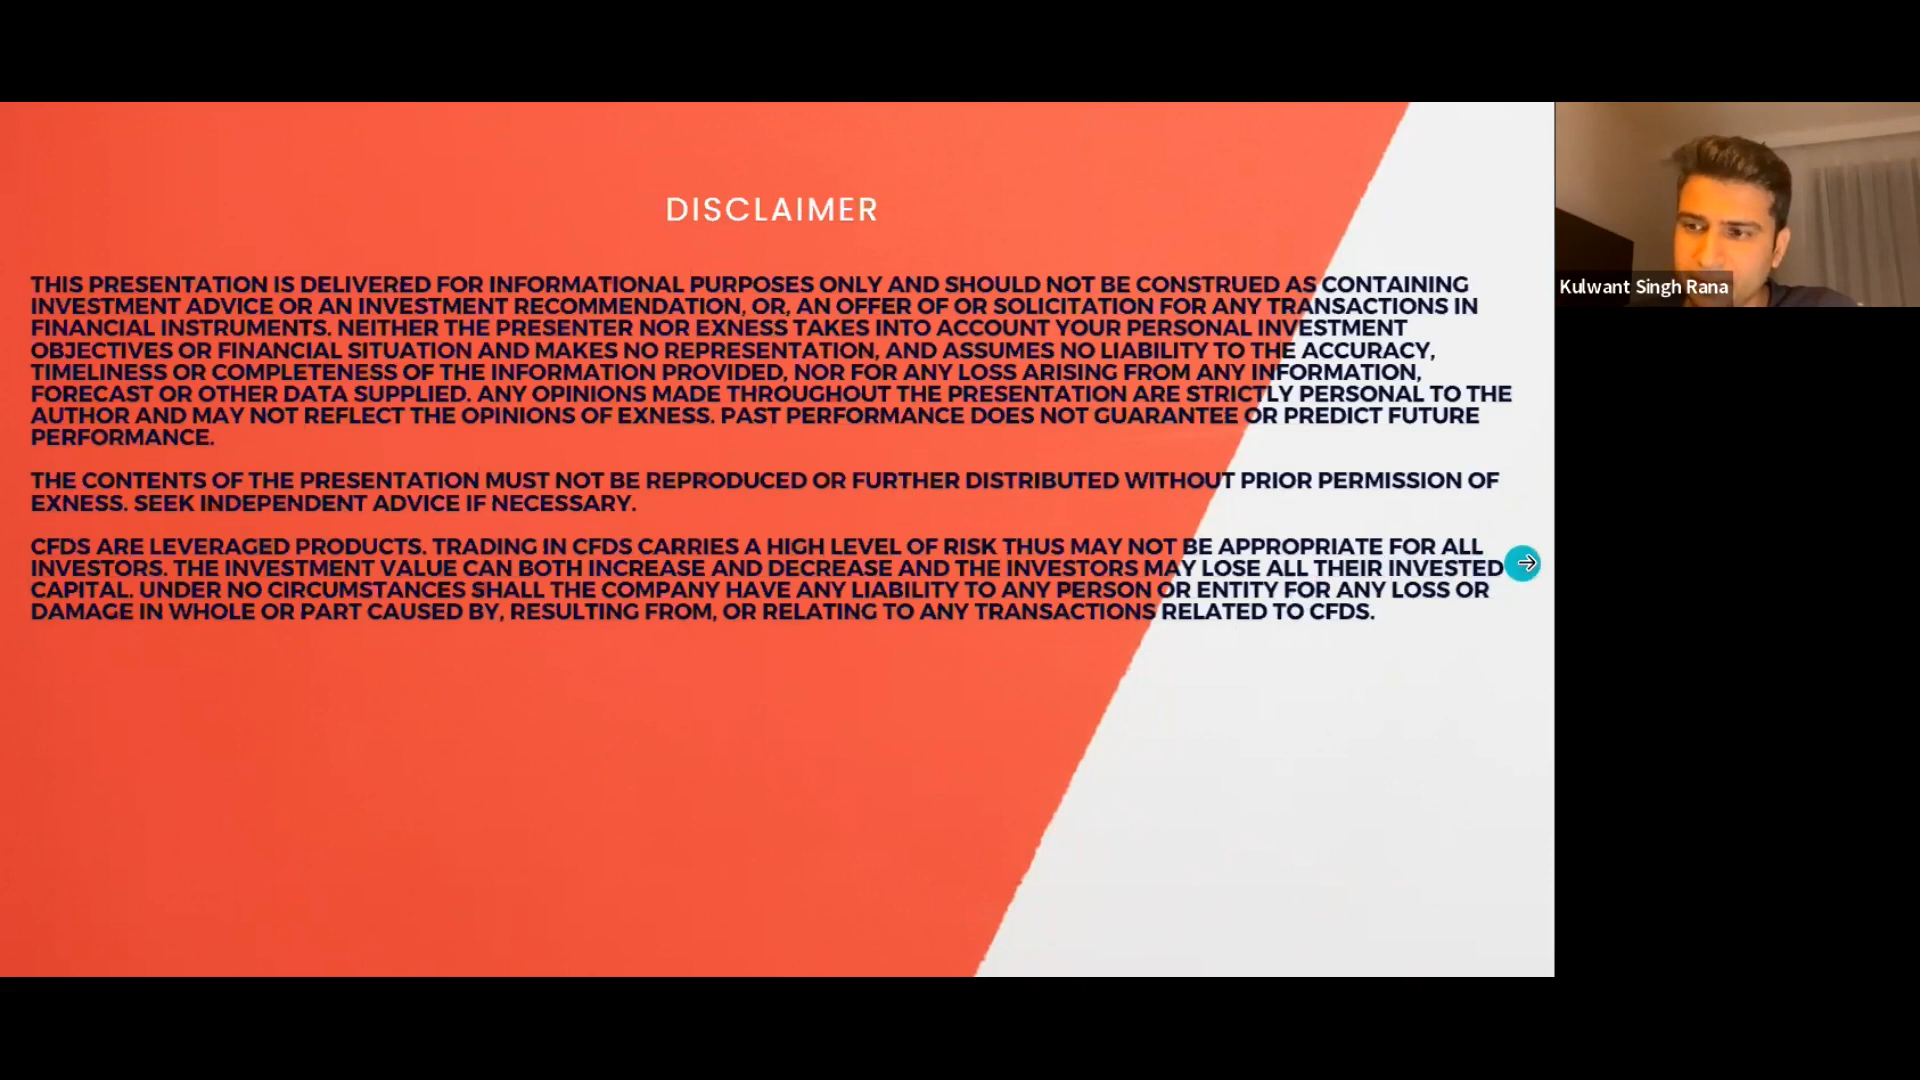 DISCLAIMER
THIS PRESENTATION IS DELIVERED FOR INFORMATIONAL PURPOSES ONLY AND SHOULD NOT BE CONSTRUED AS CONTAINING
INVESTMENT ADVICE OR AN INVESTMENT RECOMMENDATION, OR, AN OFFER OF OR SOLICITATION FOR ANY TRANSACTIONS IN
FINANCIAL INSTRUMENTS. NEITHER THE PRESENTER NOR EXNESS TAKES INTO ACCOUNT YOUR PERSONAL INVESTMENT
OBJECTIVES OR FINANCIAL SITUATION AND MAKES NO REPRESENTATION, AND ASSUMES NO LIABILITY TO THE ACCURACY,
TIMELINESS OR COMPLETENESS OF THE INFORMATION PROVIDED, NOR FOR ANY LOSS ARISING FROM ANY INFORMATION,
FORECAST OR OTHER DATA SUPPLIED. ANY OPINIONS MADE THROUGHOUT THE PRESENTATION ARE STRICTLY PERSONAL TO THE
AUTHOR AND MAY NOT REFLECT THE OPINIONS OF EXNESS. PAST PERFORMANCE DOES NOT GUARANTEE OR PREDICT FUTURE
PERFORMANCE.
THE CONTENTS OF THE PRESENTATION MUST NOT BE REPRODUCED OR FURTHER DISTRIBUTED WITHOUT PRIOR PERMISSION OF
EXNESS. SEEK INDEPENDENT ADVICE IF NECESSARY.
CFDS ARE LEVERAGED PRODUCTS. TRADING IN CFDS CARRIES A HIGH LEVEL OF RISK THUS MAY NOT BE APPROPRIATE FOR ALL
INVESTORS. THE INVESTMENT VALUE CAN BOTH INCREASE AND DECREASE AND THE INVESTORS MAY LOSE ALL THEIR INVESTED
CAPITAL. UNDER NO CIRCUMSTANCES SHALL THE COMPANY HAVE ANY LIABILITY TO ANY PERSON OR ENTITY FOR ANY LOSS OR
DAMAGE IN WHOLE OR PART CAUSED BY, RESULTING FROM, OR RELATING TO ANY TRANSACTIONS RELATED TO CFDS.
Kulwant Singh Rana